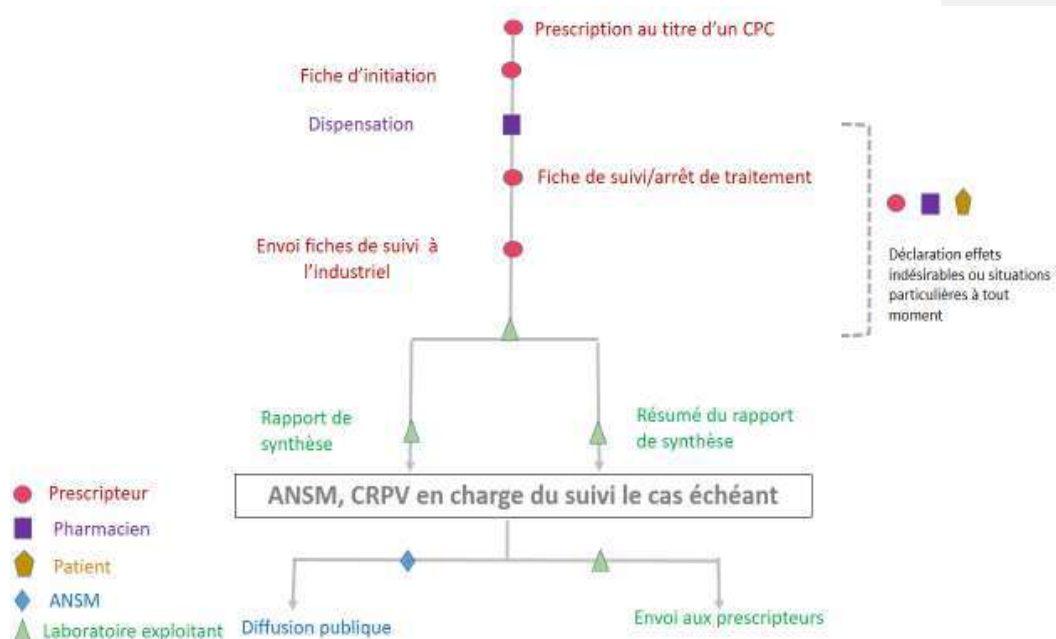 Prescription au titre d'un CPC
Fiche d'initiation
Dispensation
Fiche de suivi/arrêt de traitement
Envoi fiches de suivi à
l'industriel
Déclaration effets
indésirables ou situations
particulières à tout
moment
Rapport de
synthèse
Résumé du rapport
de synthèse
ANSM, CRPV en charge du suivi le cas échéant
Prescripteur
Pharmacien
Patient
ANSM
Laboratoire exploitant
Diffusion publique
Envoi aux prescripteurs